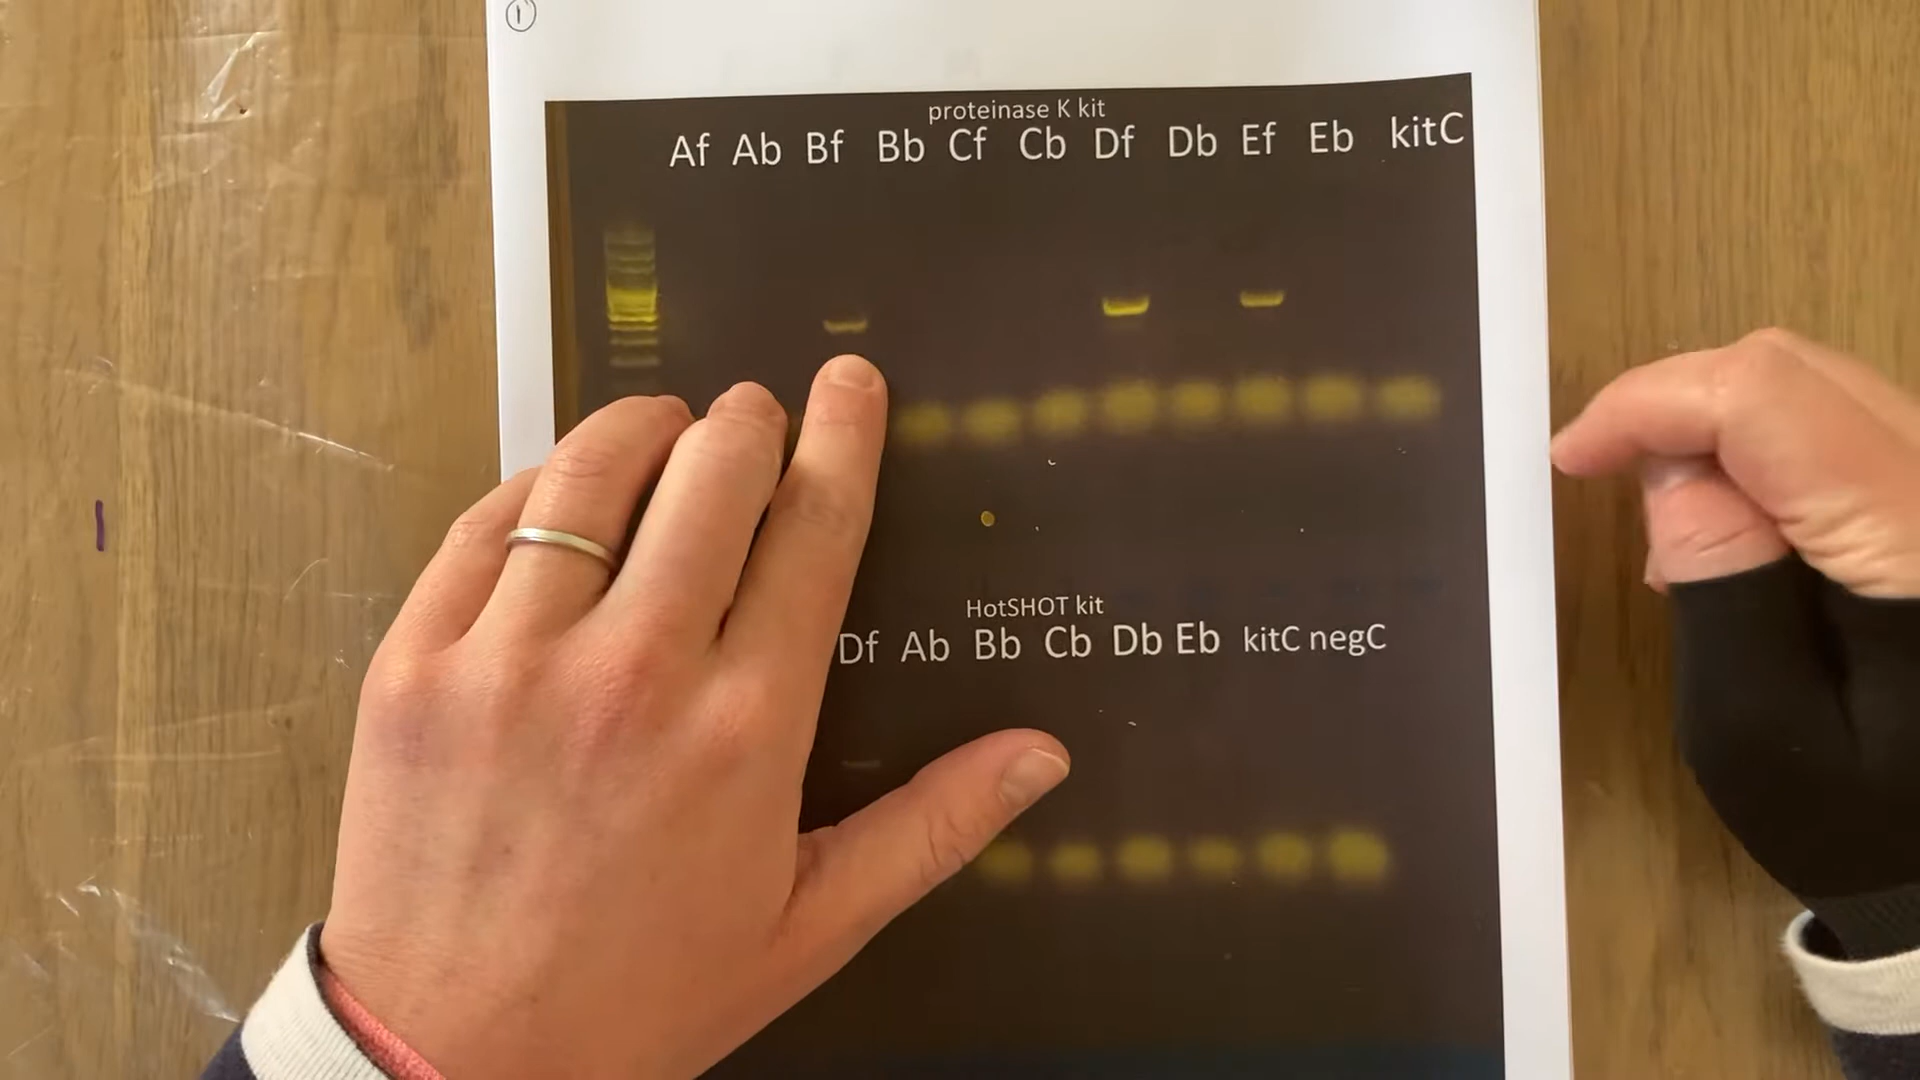 1
proteinase K kit
Af Ab Bf Bb Cf Cb Df Db Ef Eb kitC
HotSHOT kit
Df Ab Bb Cb Db Eb kitC negC